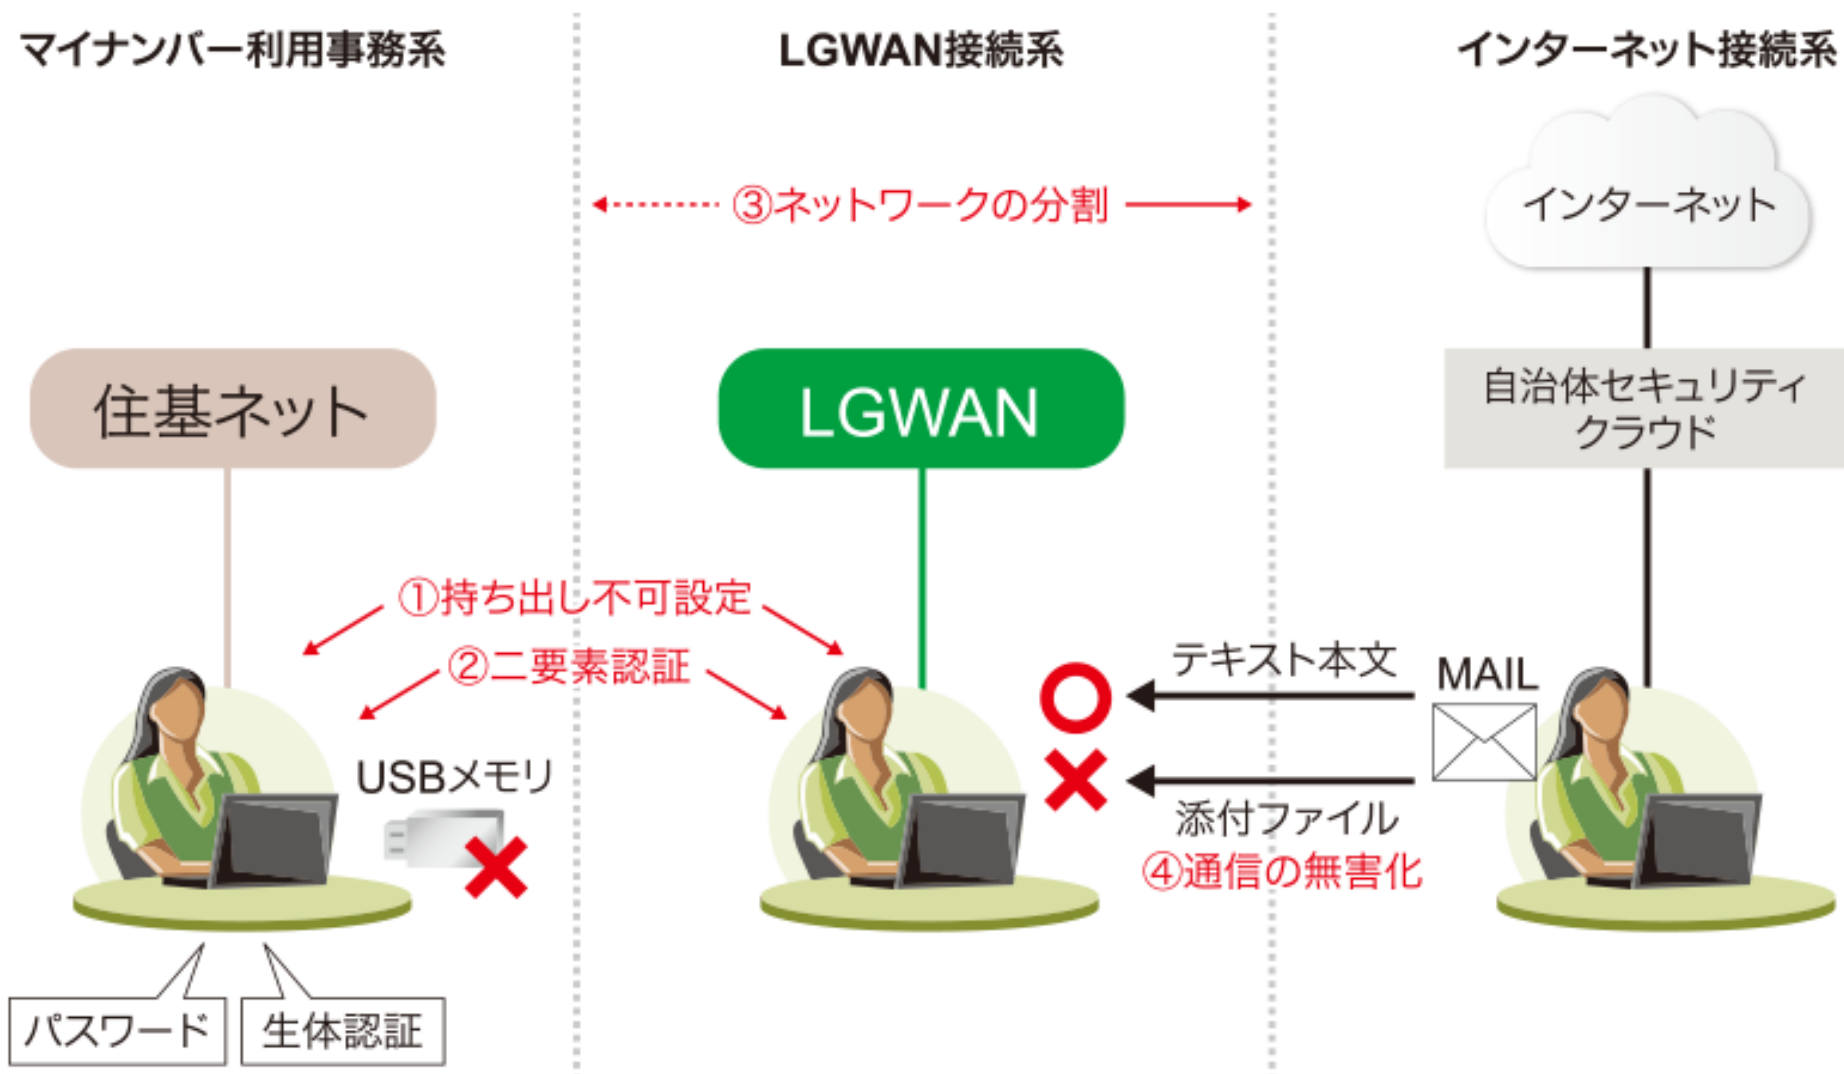 マイナンバー利用事務系
LGWAN接続系
インターネット接続系
③ネットワークの分割
インターネット
住基ネット
LGWAN
自治体セキュリティ
クラウド
①持ち出し不可設定
②二要素認証
テキスト本文
MAIL
USBメモリ
添付ファイル
④通信の無害化
パスワード
生体認証